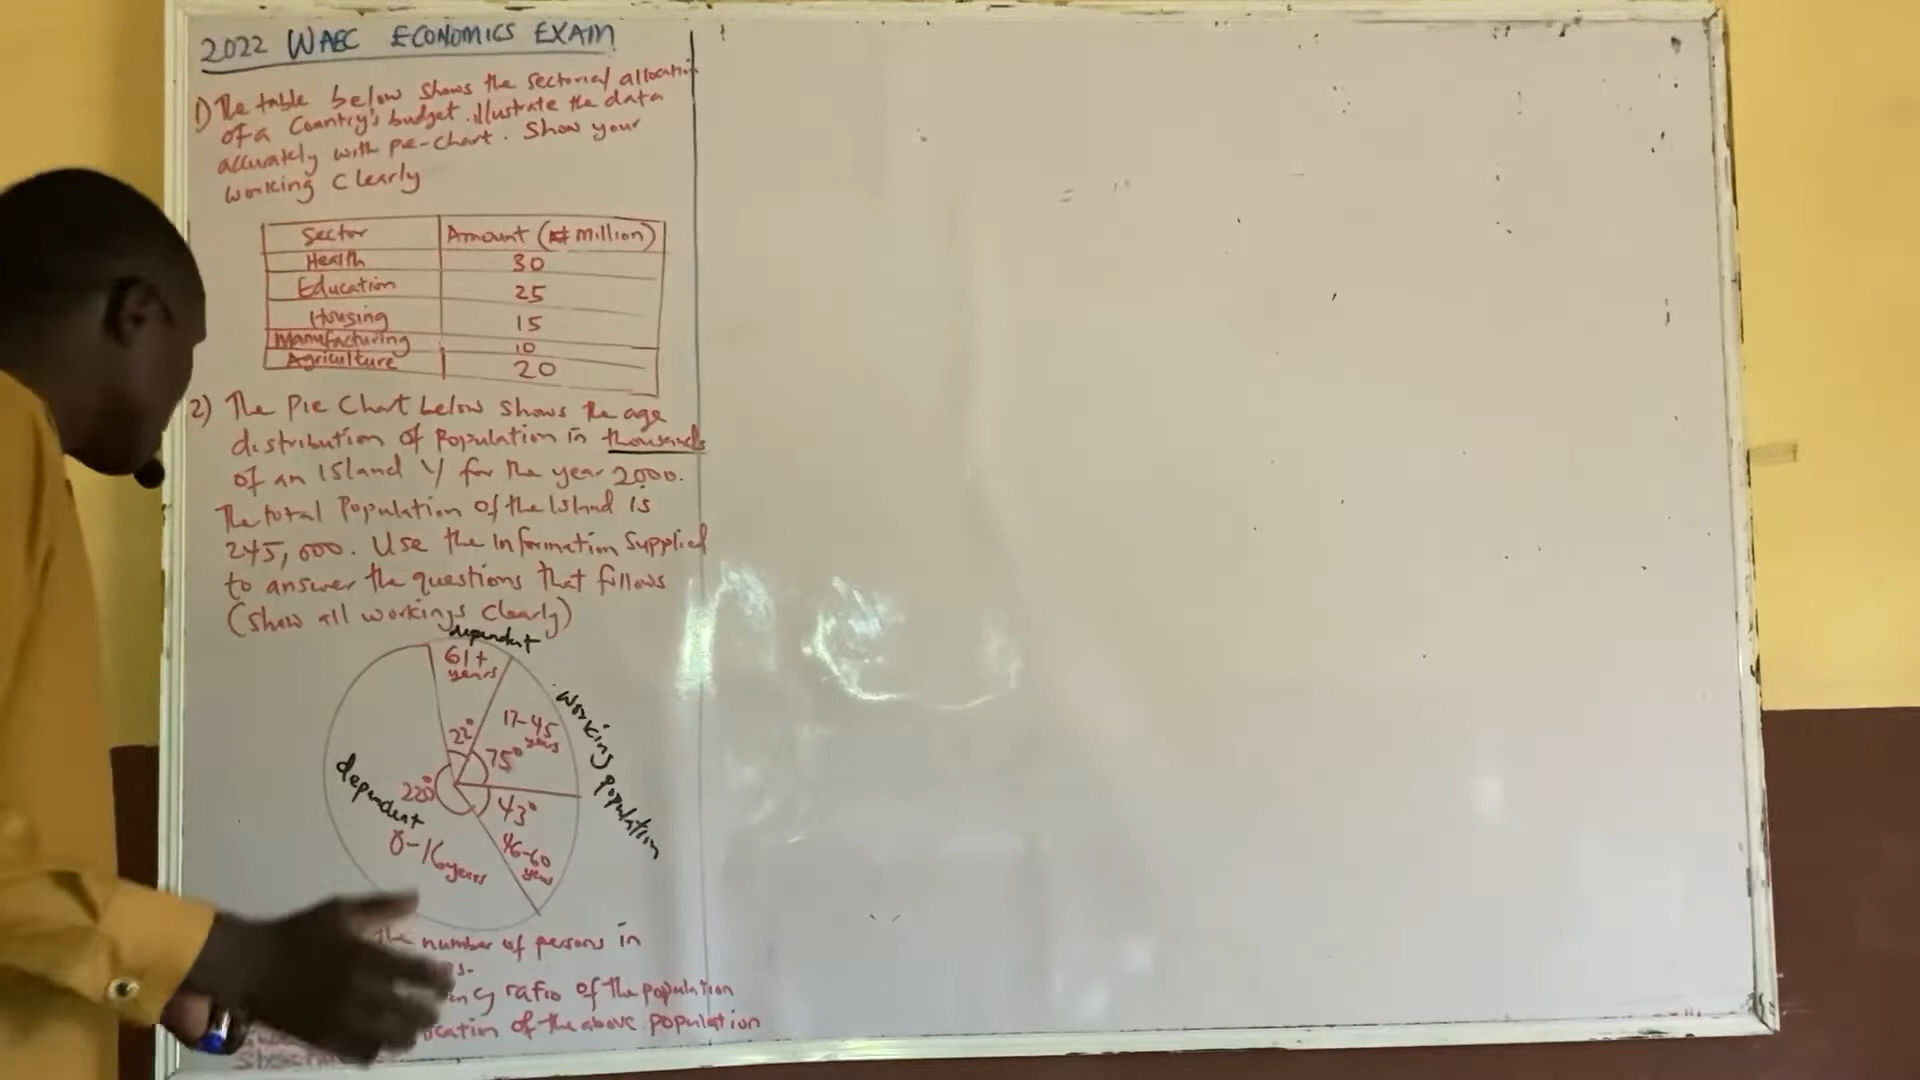 2022 WAEC ECONOMICS EXAM
1) The table below shows the sectorial allocation
of a Country's budget. illustrate the data
accurately with pie-chart. Show your
working clearly
Sector Amount (₦ Million)
Health 30
Education 25
Housing 15
Manufacturing 10
Agriculture 20
2) The Pie Chart below shows the age
distribution of Population in thousands
of an Island Y for the year 2000.
The total Population of the Island is
245,000. Use the Information Supplied
to answer the questions that follows
(Show all workings clearly)
dependent
61+
years
22°
17-45
years
75°
working population
220°
dependent
0-16years
43°
46-60
years
the number of persons in
ratio of the population
of the above population